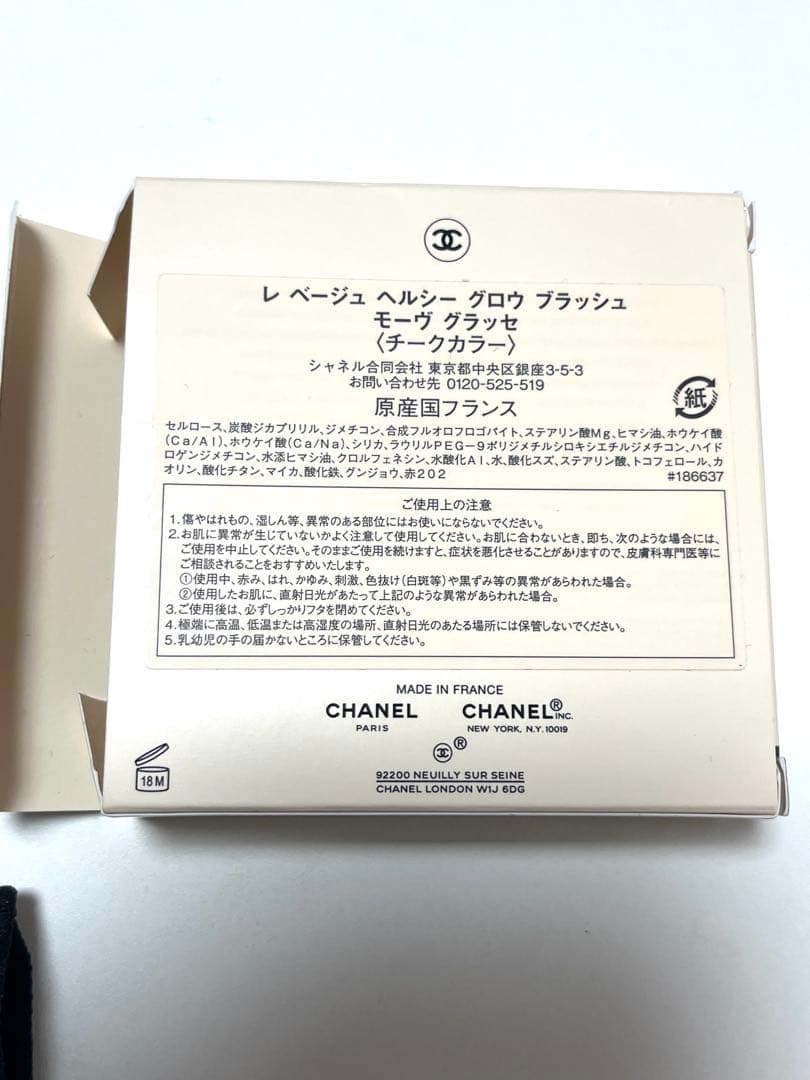 レ ベージュ ヘルシー グロウ ブラッシュ
モーヴ グラッセ
〈チークカラー〉
シャネル合同会社 東京都中央区銀座3-5-3
お問い合わせ先 0120-525-519
原産国フランス
紙
セルロース、炭酸ジカプリリル、ジメチコン、合成フルオロフロゴパイト、ステアリン酸Mg、ヒマシ油、ホウケイ酸
(Ca/Al)、ホウケイ酸(Ca/Na)、シリカ、ラウリルPEG-9ポリジメチルシロキシエチルジメチコン、ハイド
ロゲンジメチコン、水添ヒマシ油、クロルフェネシン、水酸化Al、水、酸化スズ、ステアリン酸、トコフェロール、カ
オリン、酸化チタン、マイカ、酸化鉄、グンジョウ、赤202
#186637
ご使用上の注意
1.傷やはれもの、湿しん等、異常のある部位にはお使いにならないでください。
2.お肌に異常が生じていないかよく注意して使用してください。お肌に合わないとき、即ち、次のような場合には、
ご使用を中止してください。そのままご使用を続けますと、症状を悪化させることがありますので、皮膚科専門医等に
ご相談されることをおすすめいたします。
①使用中、赤み、はれ、かゆみ、刺激、色抜け(白斑等)や黒ずみ等の異常があらわれた場合。
②使用したお肌に、直射日光があたって上記のような異常があらわれた場合。
3.ご使用後は、必ずしっかりフタを閉めてください。
4.極端に高温、低温または高湿度の場所、直射日光のあたる場所には保管しないでください。
5.乳幼児の手の届かないところに保管してください。
MADE IN FRANCE
CHANEL CHANEL® INC.
PARIS NEW YORK, N.Y. 10019
®
18 M
92200 NEUILLY SUR SEINE
CHANEL LONDON W1J 6DG